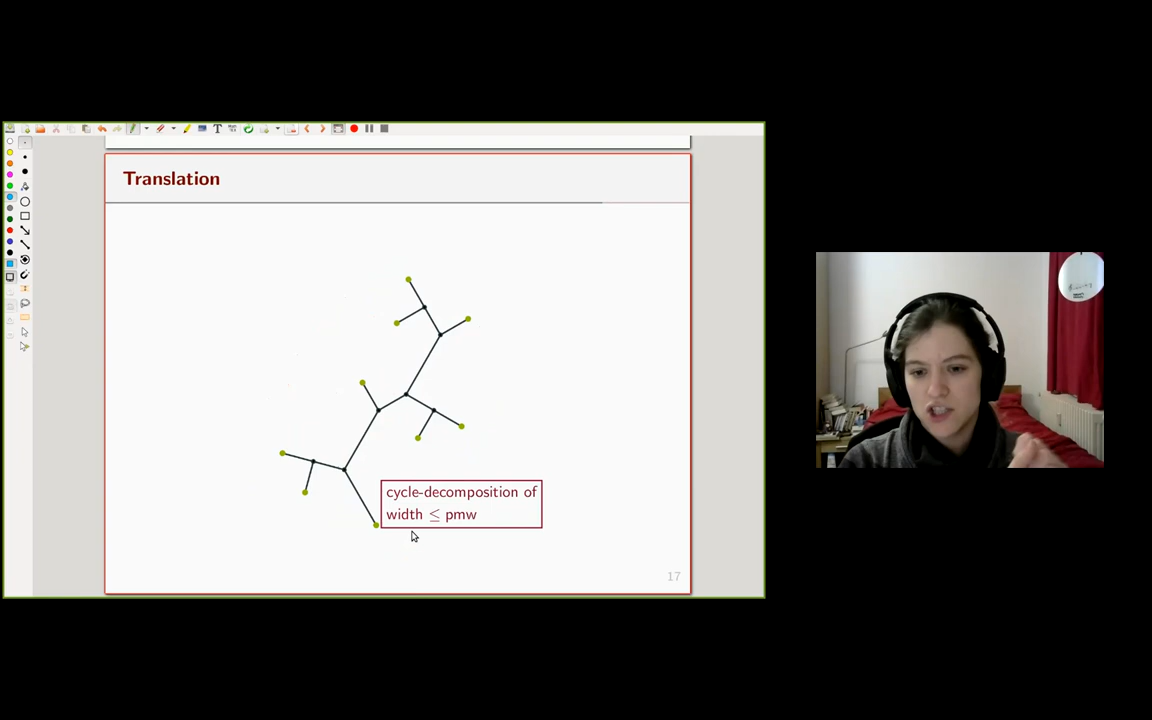 Translation
cycle-decomposition of
width ≤ pmw
17